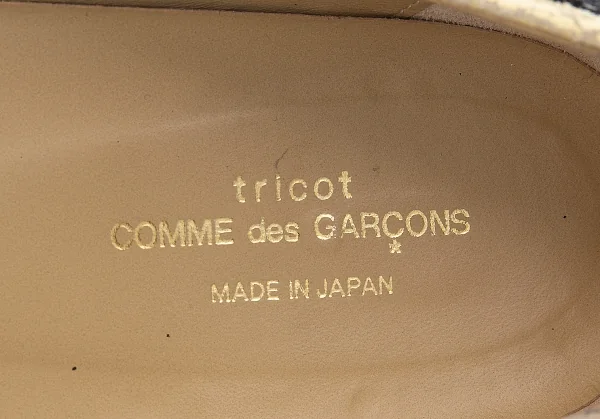 tricot
COMME des GARÇONS
MADE IN JAPAN